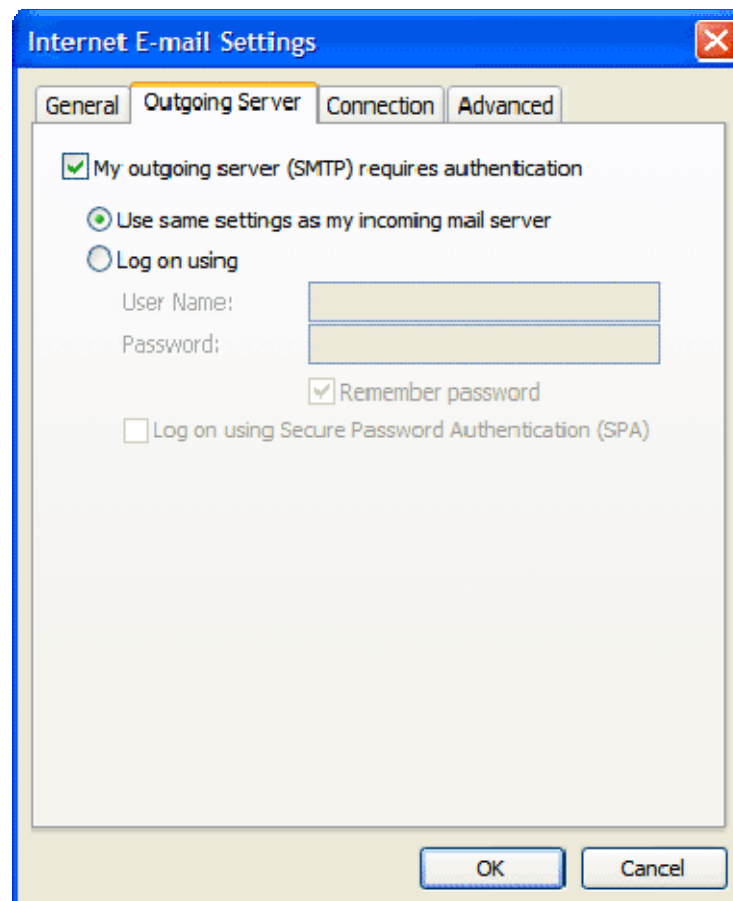 Internet E-mail Settings
General Outgoing Server Connection Advanced
My outgoing server (SMTP) requires authentication
Use same settings as my incoming mail server
Log on using
User Name:
Password:
Remember password
Log on using Secure Password Authentication (SPA)
OK Cancel